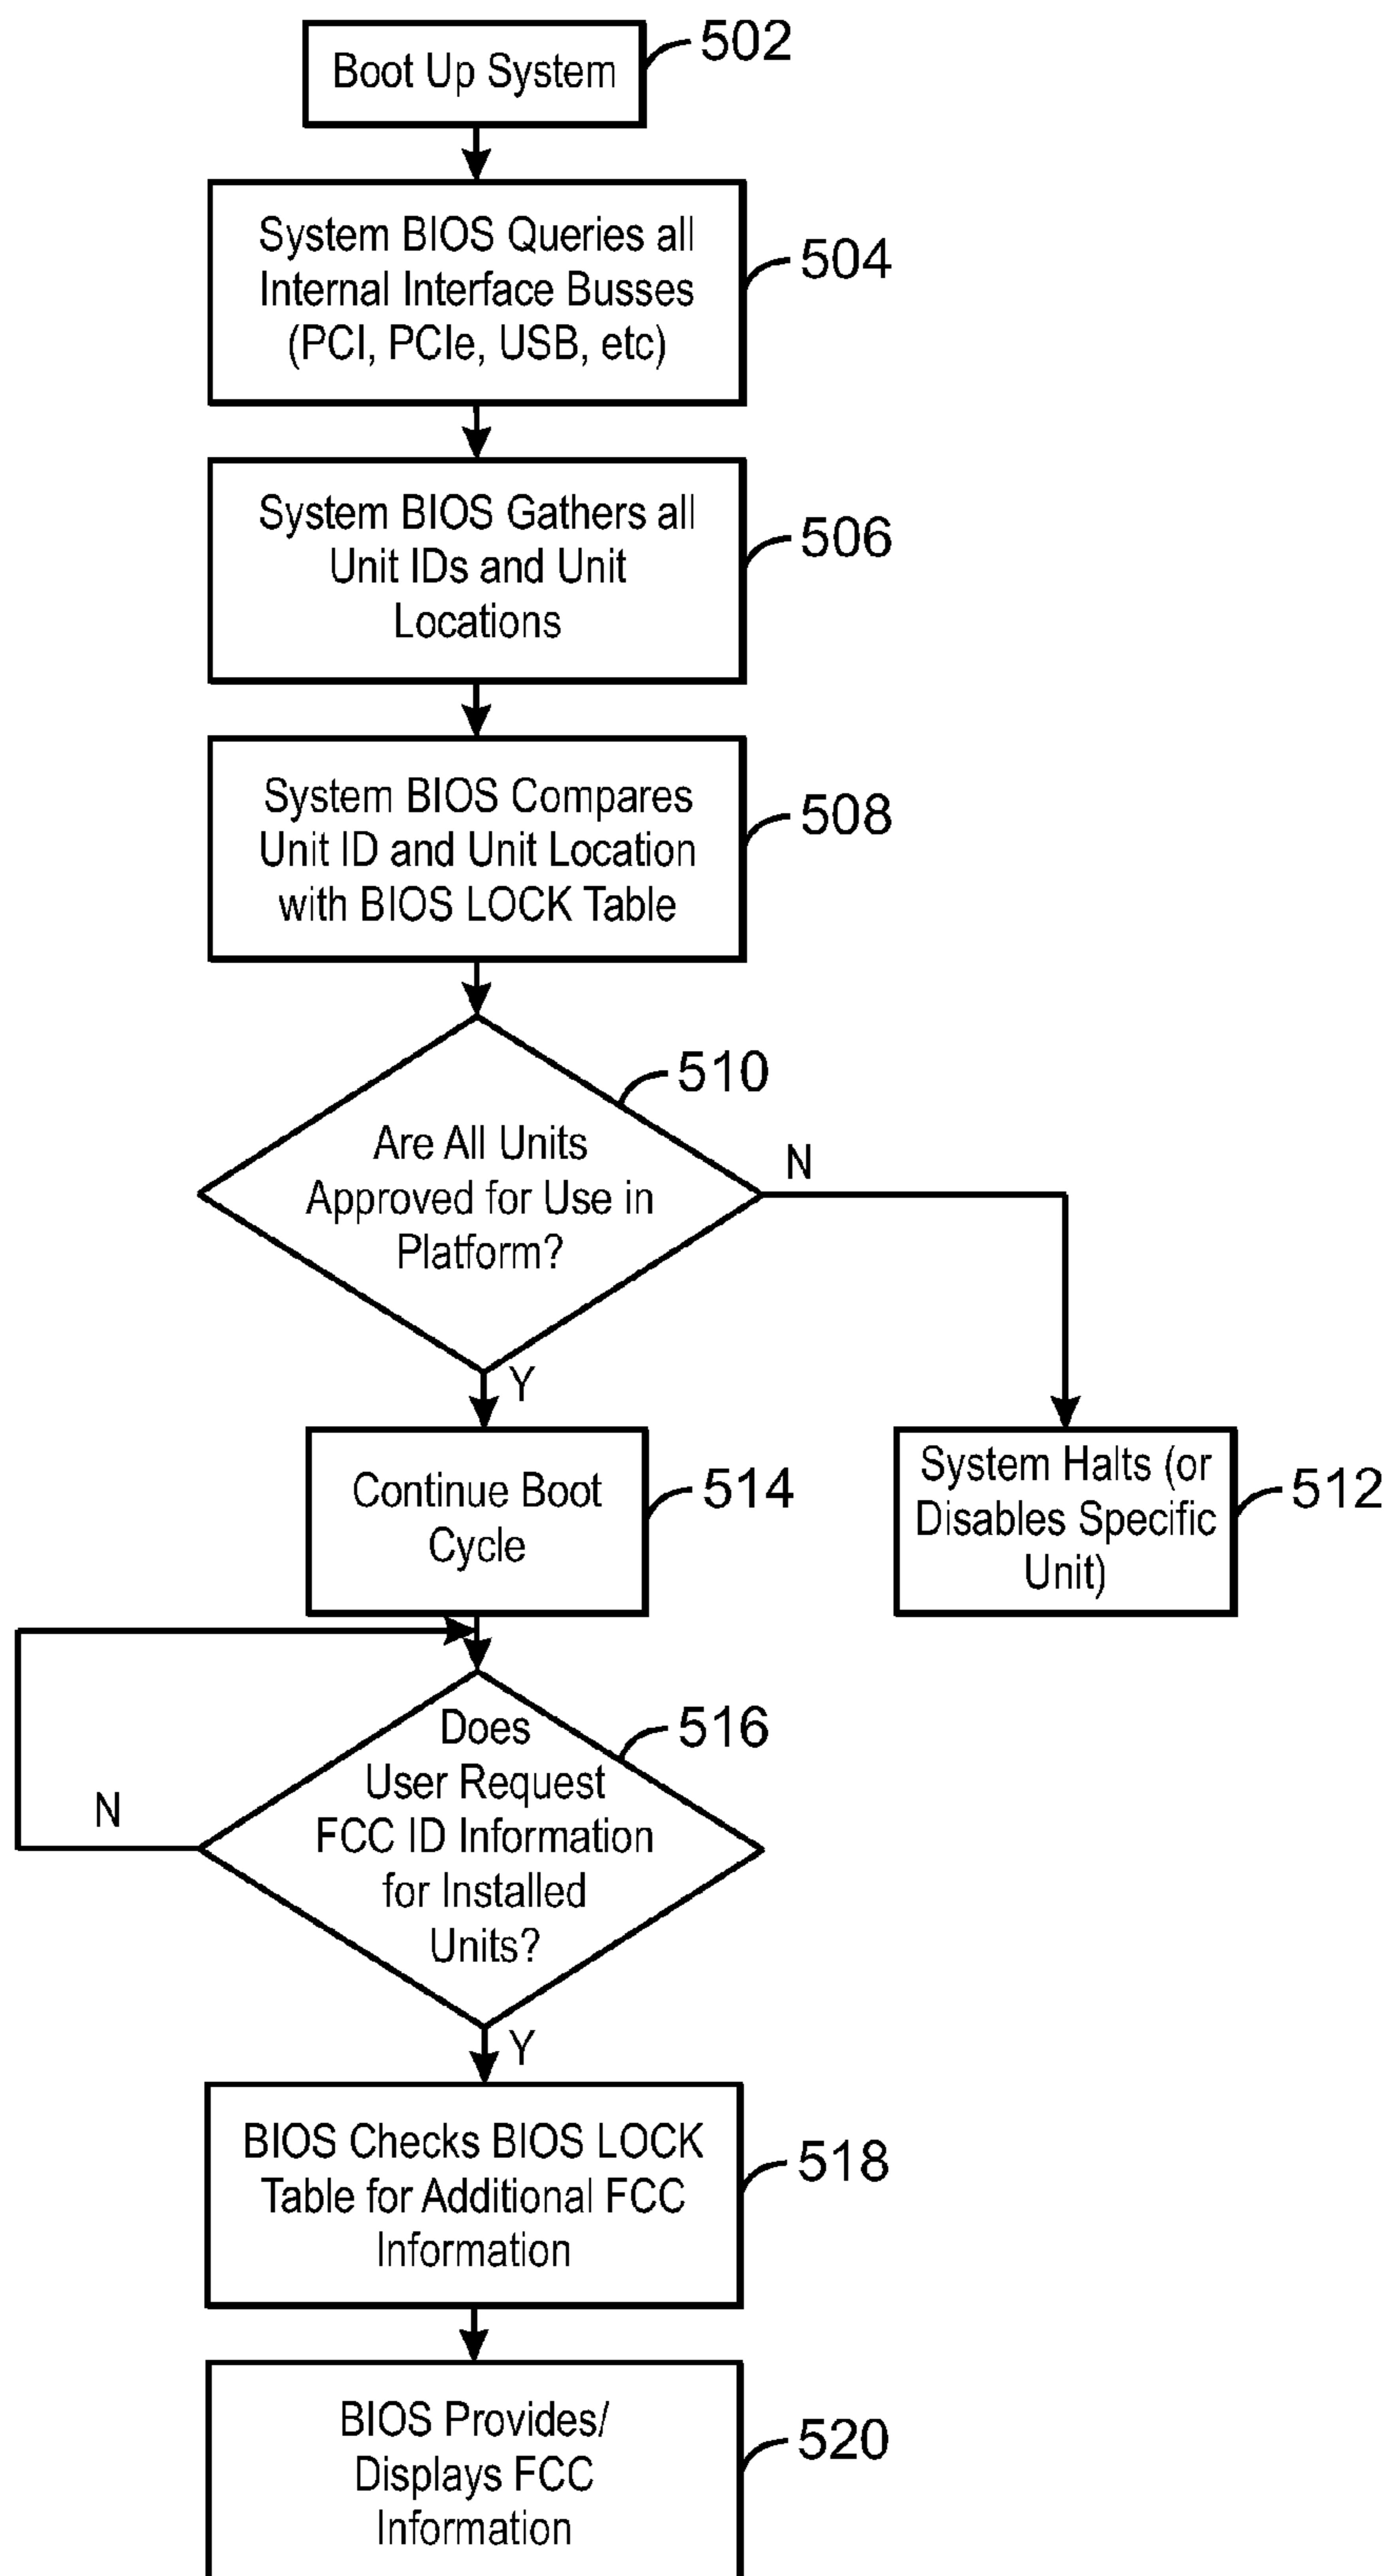 Boot Up System
502
System BIOS Queries all
Internal Interface Busses
(PCI, PCIe, USB, etc)
504
System BIOS Gathers all
Unit IDs and Unit
Locations
506
System BIOS Compares
Unit ID and Unit Location
with BIOS LOCK Table
508
510
Are All Units
Approved for Use in
Platform?
N
Y
Continue Boot
Cycle
514
System Halts (or
Disables Specific
Unit)
512
Does
User Request
FCC ID Information
for Installed
Units?
516
N
Y
BIOS Checks BIOS LOCK
Table for Additional FCC
Information
518
BIOS Provides/
Displays FCC
Information
520